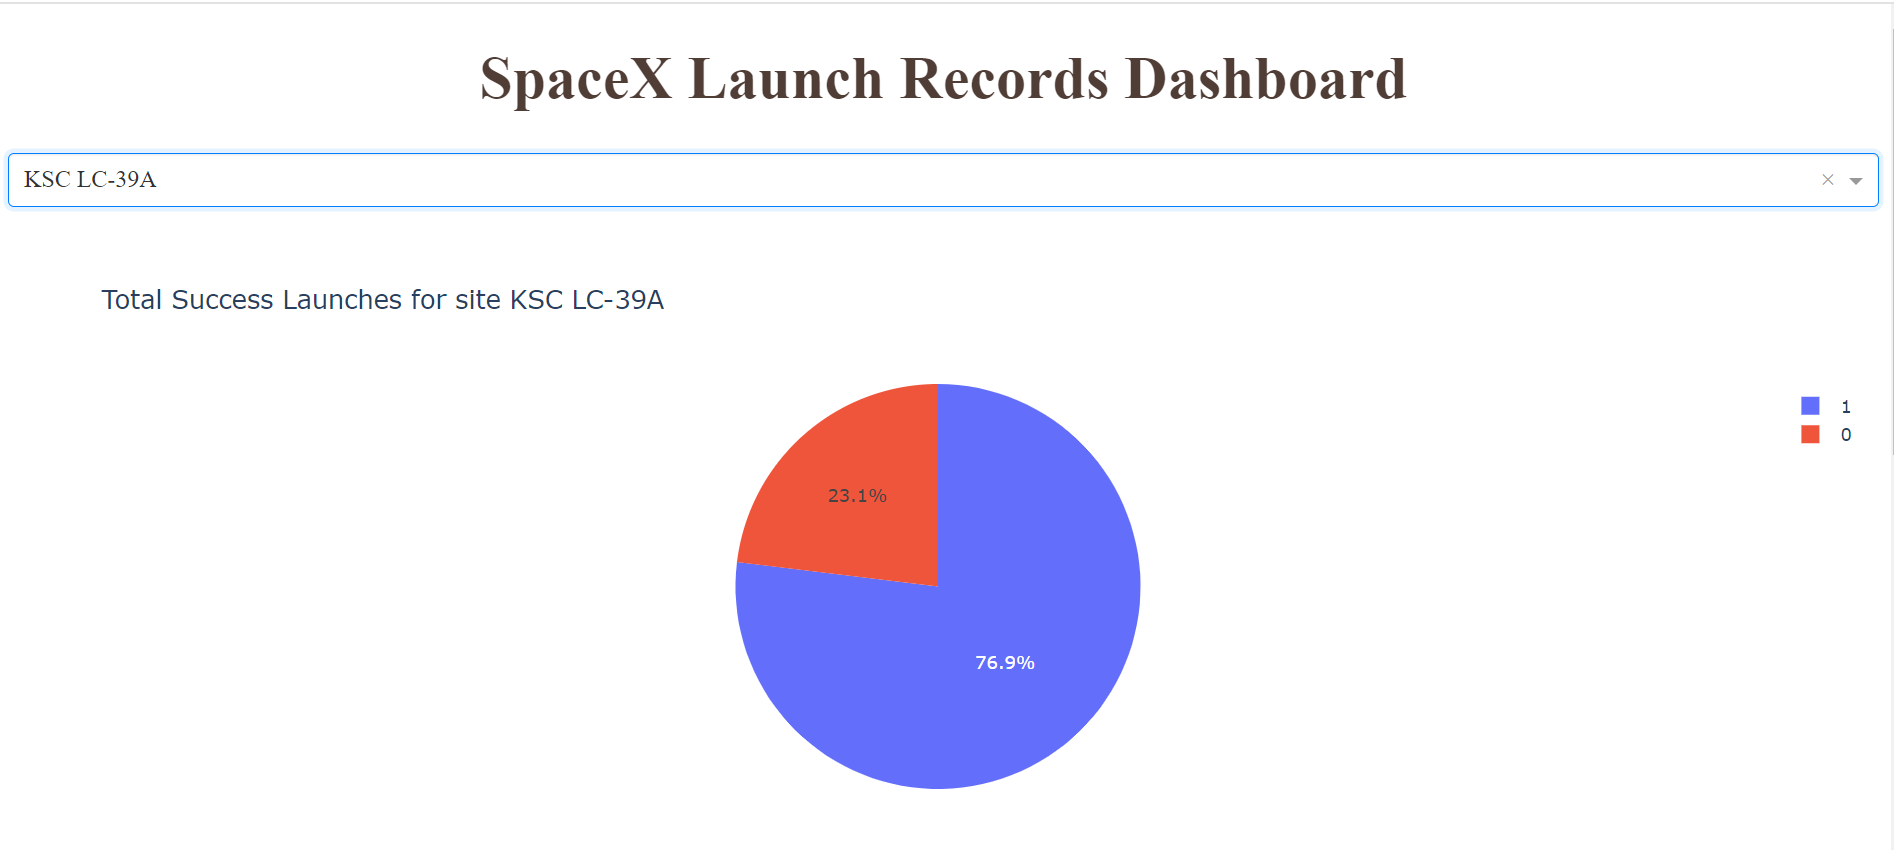 SpaceX Launch Records Dashboard
KSC LC-39A
Total Success Launches for site KSC LC-39A
1
0
23.1%
76.9%